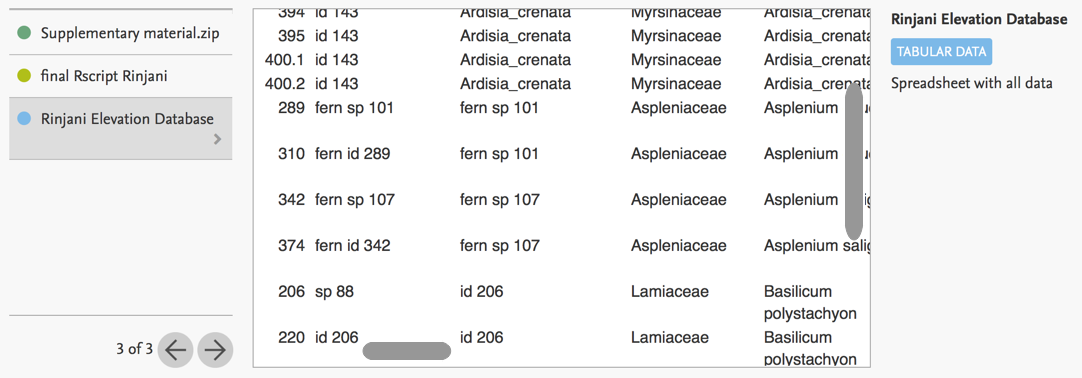 Supplementary material.zip
final Rscript Rinjani
Rinjani Elevation Database
3 of 3
394 id 143 Ardisia_crenata Myrsinaceae Ardisia_crenata
395 id 143 Ardisia_crenata Myrsinaceae Ardisia_crenata
400.1 id 143 Ardisia_crenata Myrsinaceae Ardisia_crenata
400.2 id 143 Ardisia_crenata Myrsinaceae Ardisia_crenata
289 fern sp 101 fern sp 101 Aspleniaceae Asplenium
310 fern id 289 fern sp 101 Aspleniaceae Asplenium
342 fern sp 107 fern sp 107 Aspleniaceae Asplenium
374 fern id 342 fern sp 107 Aspleniaceae Asplenium salig
206 sp 88 id 206 Lamiaceae Basilicum
polystachyon
220 id 206 id 206 Lamiaceae Basilicum
polystachyon
Rinjani Elevation Database
TABULAR DATA
Spreadsheet with all data